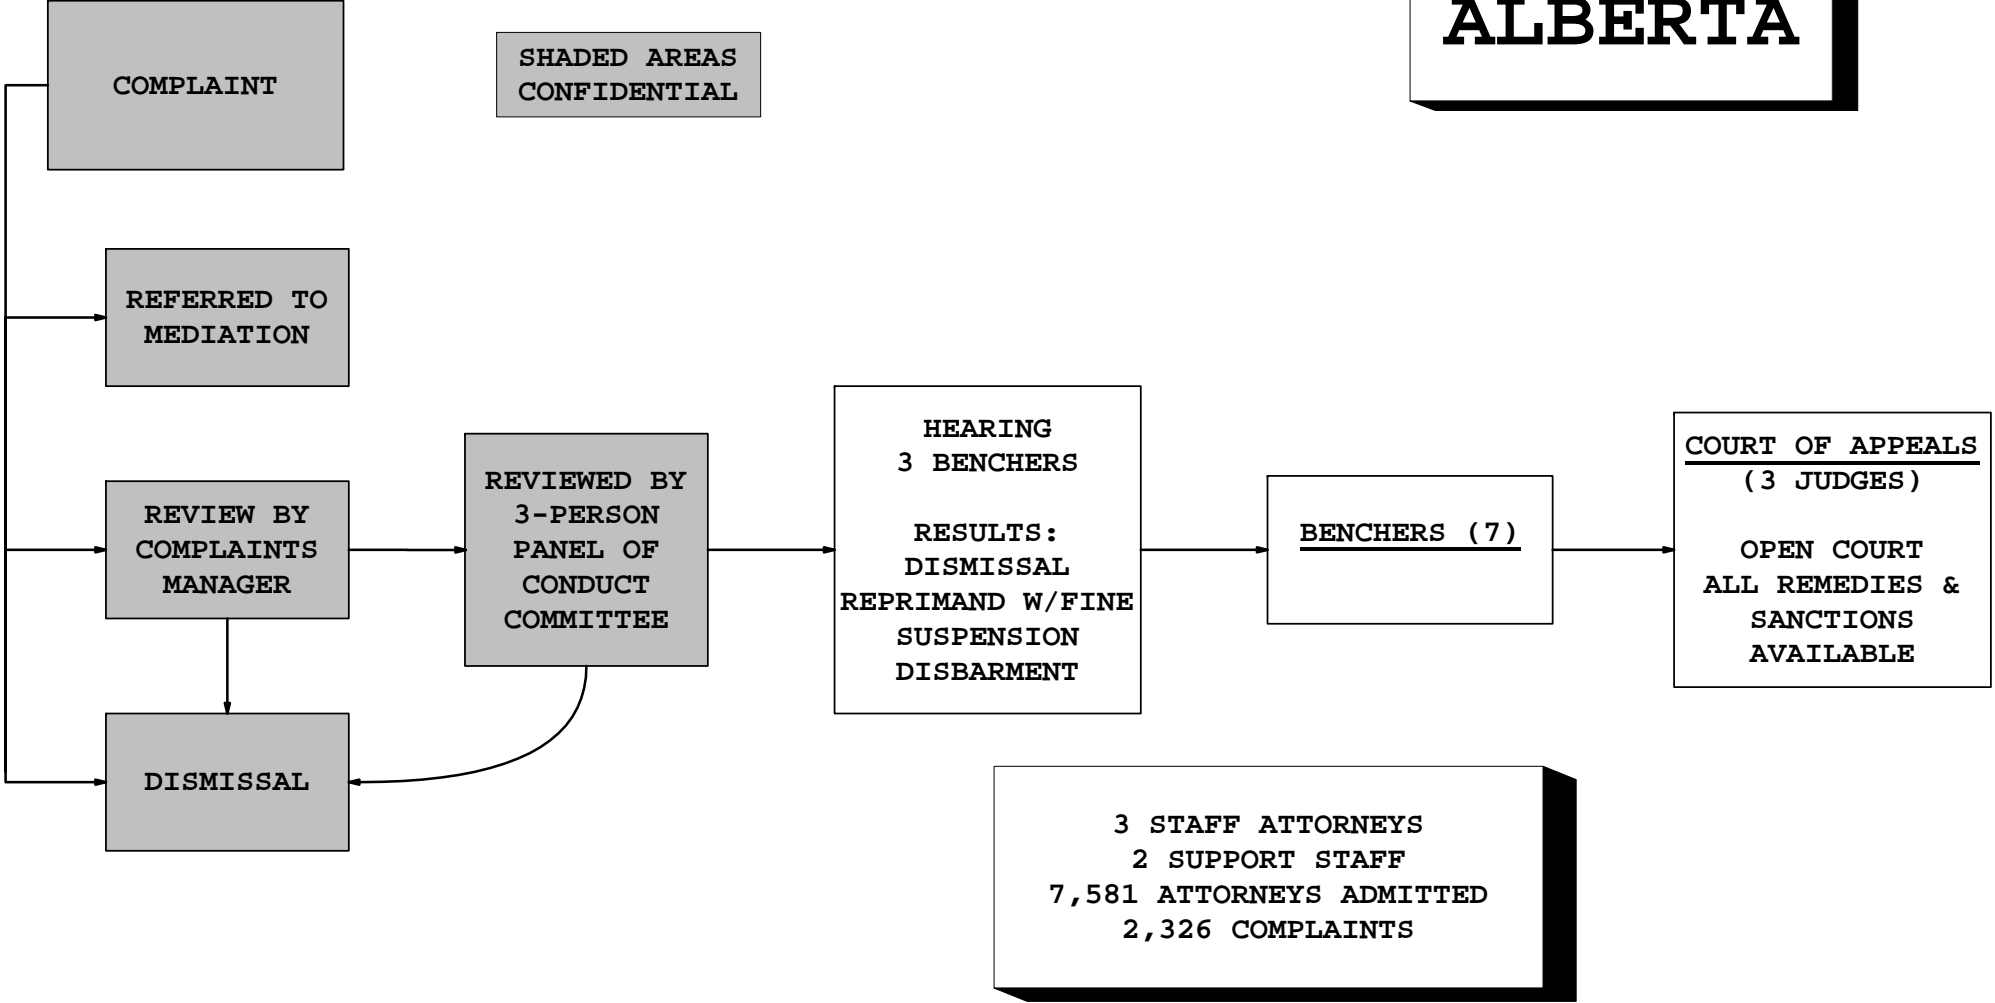 ALBERTA
SHADED AREAS
CONFIDENTIAL
COMPLAINT
REFERRED TO
MEDIATION
REVIEW BY
COMPLAINTS
MANAGER
DISMISSAL
REVIEWED BY
3-PERSON
PANEL OF
CONDUCT
COMMITTEE
HEARING
3 BENCHERS
RESULTS:
DISMISSAL
REPRIMAND W/FINE
SUSPENSION
DISBARMENT
BENCHERS (7)
COURT OF APPEALS
(3 JUDGES)
OPEN COURT
ALL REMEDIES &
SANCTIONS
AVAILABLE
3 STAFF ATTORNEYS
2 SUPPORT STAFF
7,581 ATTORNEYS ADMITTED
2,326 COMPLAINTS